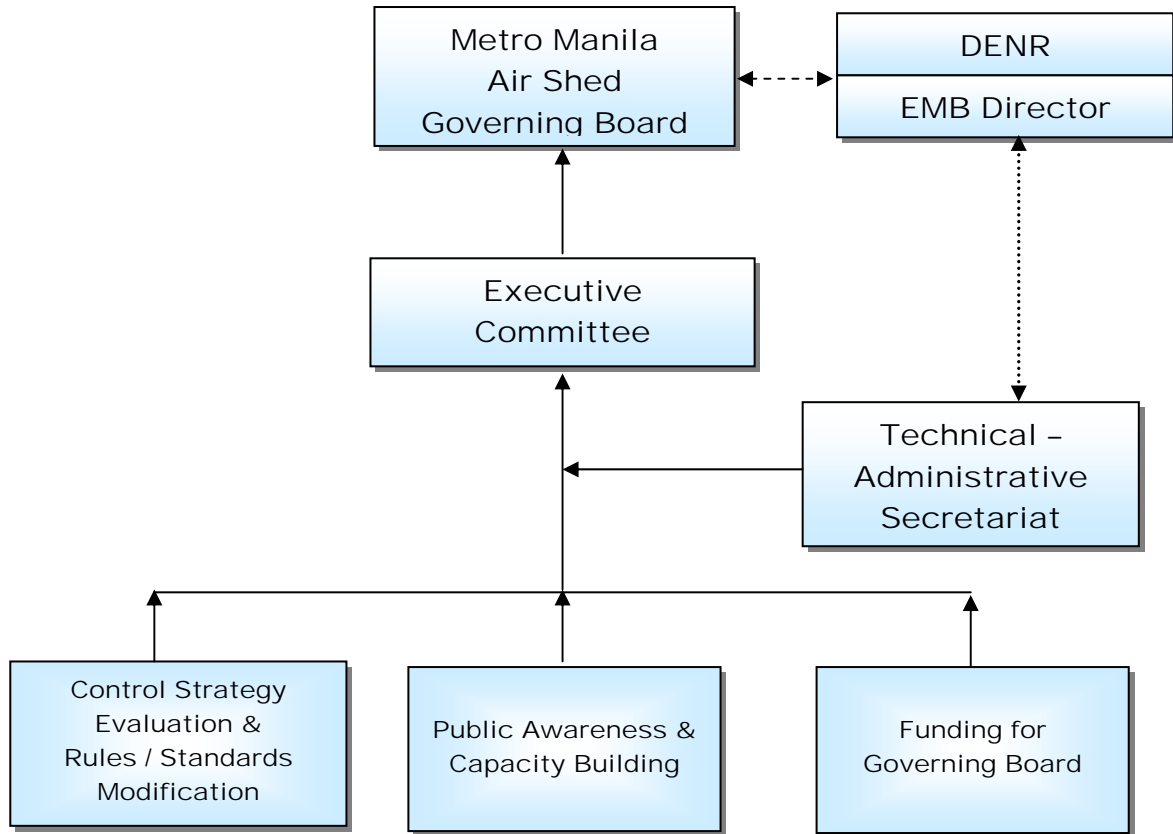 Metro Manila
Air Shed
Governing Board
DENR
EMB Director
Executive
Committee
Technical –
Administrative
Secretariat
Control Strategy
Evaluation &
Rules / Standards
Modification
Public Awareness &
Capacity Building
Funding for
Governing Board